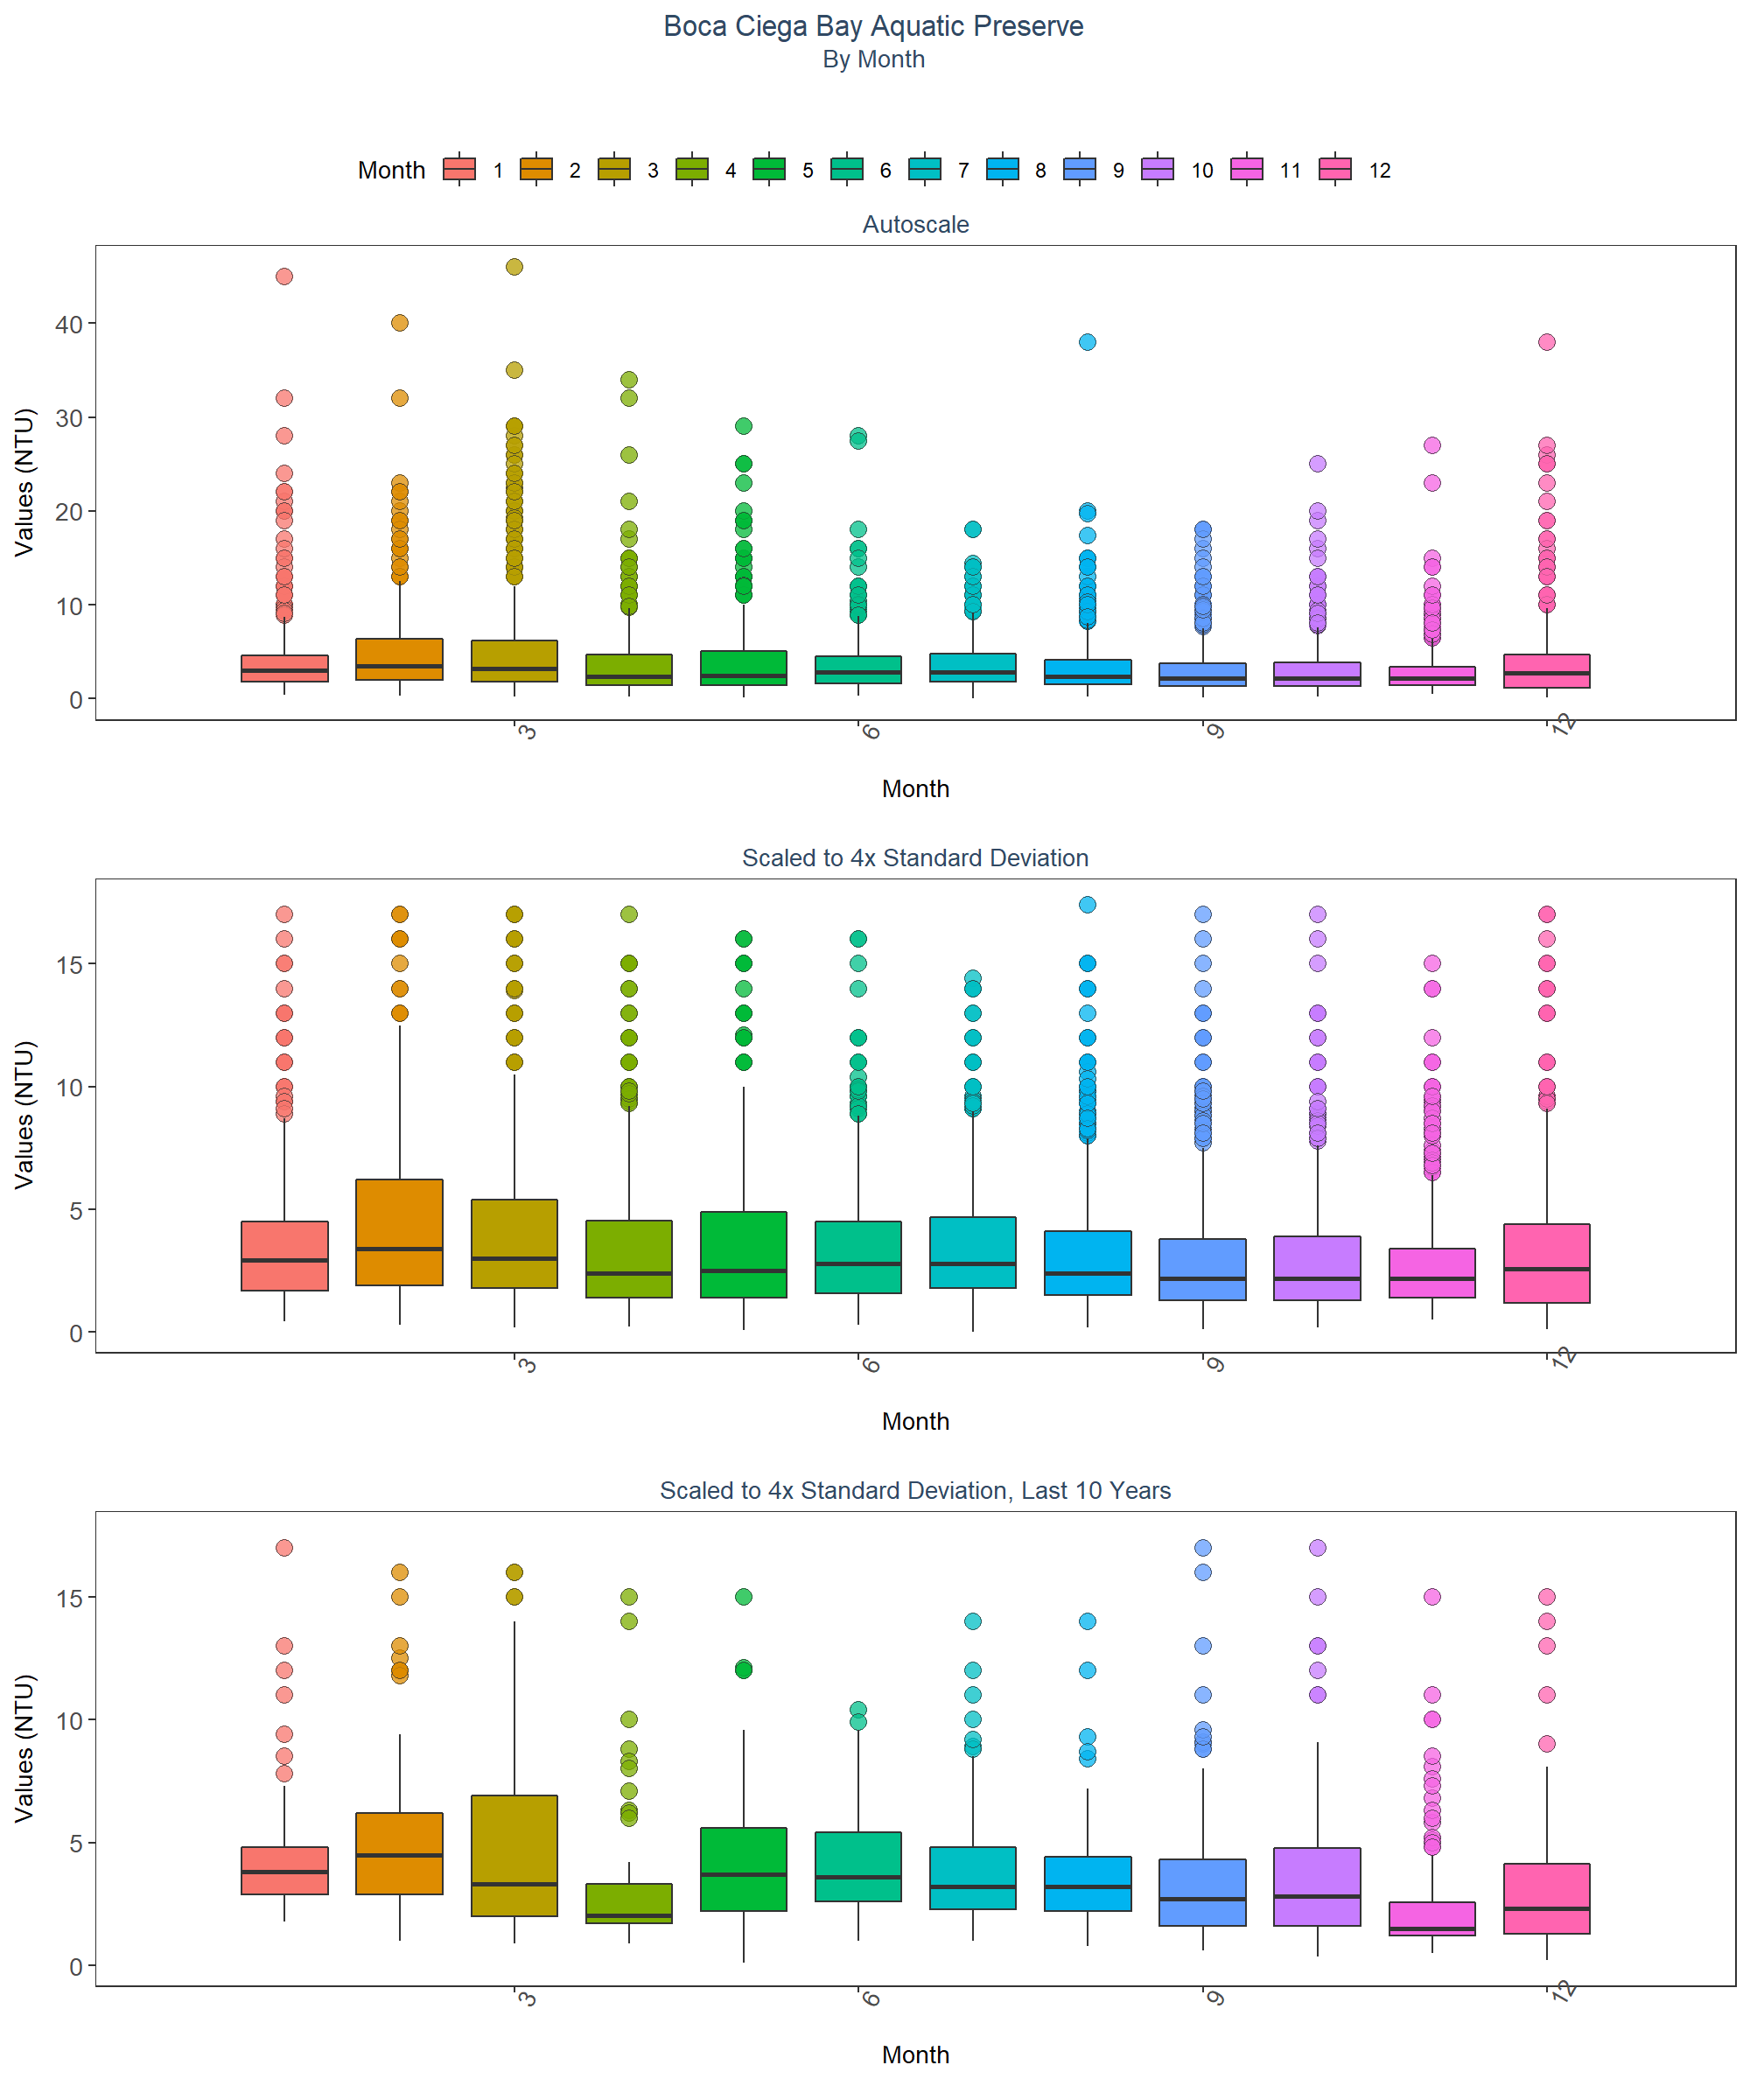 Boca Ciega Bay Aquatic Preserve
By Month
Month 1 2 3 4 5 6 7 8 9 10 11 12
Autoscale
Values (NTU)
40
30
20
10
0
3 6 9 12
Month
Scaled to 4x Standard Deviation
Values (NTU)
15
10
5
0
3 6 9 12
Month
Scaled to 4x Standard Deviation, Last 10 Years
Values (NTU)
15
10
5
0
3 6 9 12
Month